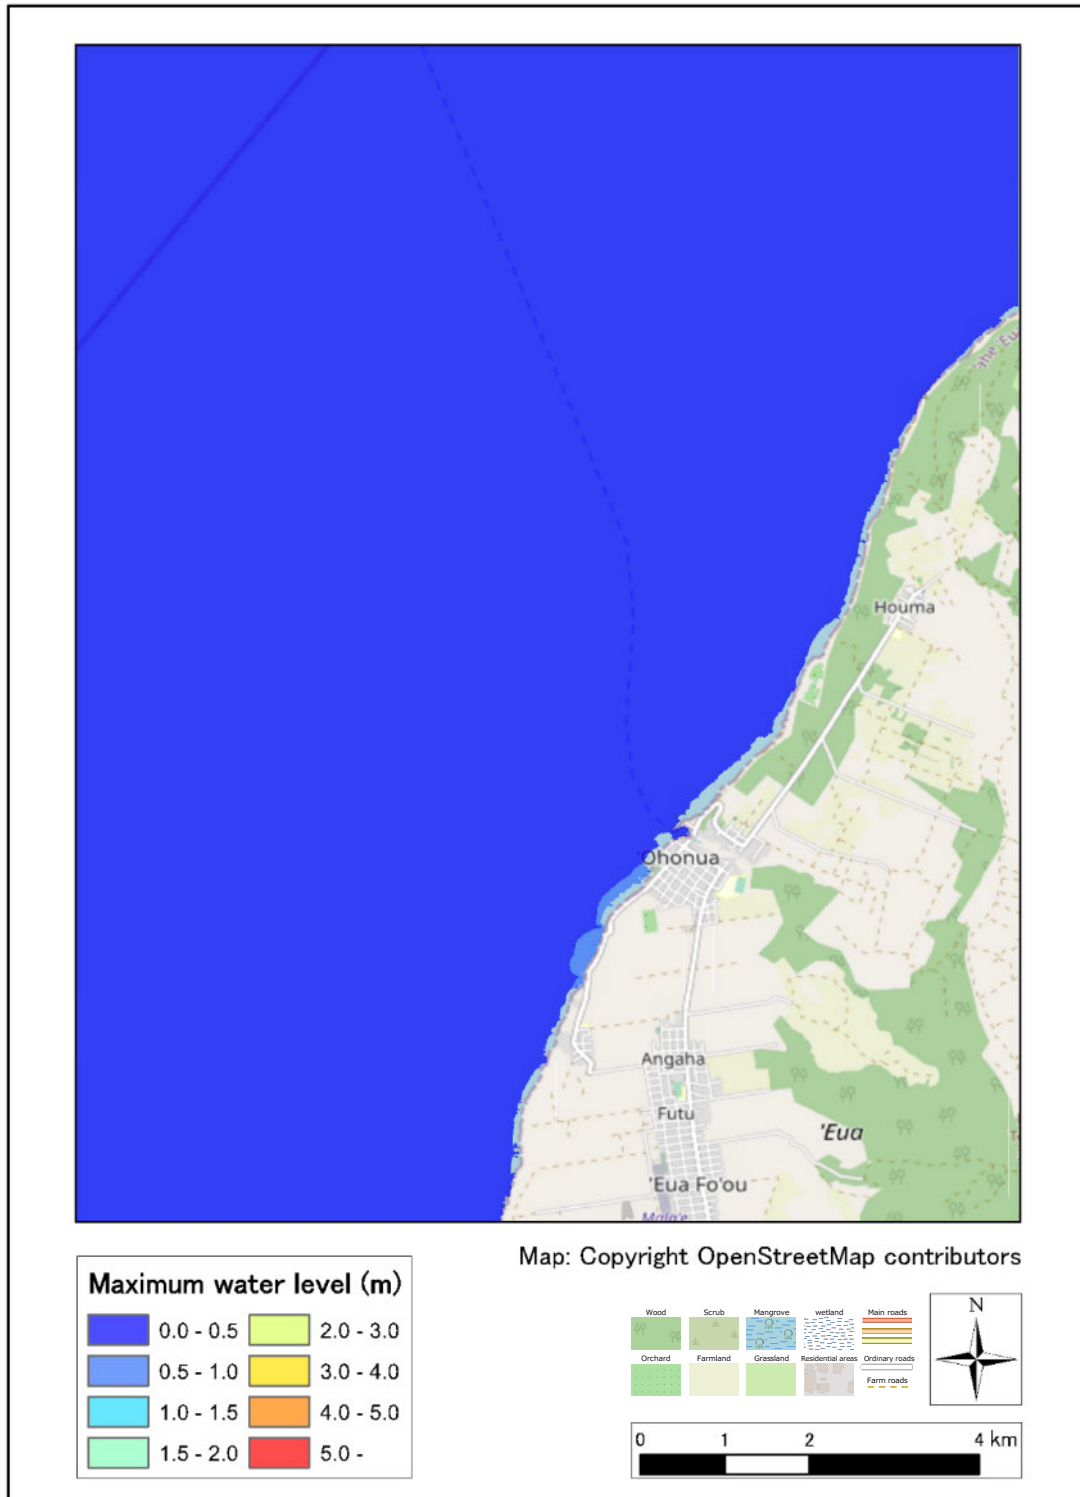 'ahe 'Eu
Houma
'Ohonua
Angaha
Futu
'Eua
'Eua Fo'ou
Mala'e
Map: Copyright OpenStreetMap contributors
Maximum water level (m)
0.0 - 0.5
2.0 - 3.0
0.5 - 1.0
3.0 - 4.0
1.0 - 1.5
4.0 - 5.0
1.5 - 2.0
5.0 -
Wood
Scrub
Mangrove
wetland
Main roads
Orchard
Farmland
Grassland
Residential areas
Ordinary roads
Farm roads
N
0 1 2 4 km